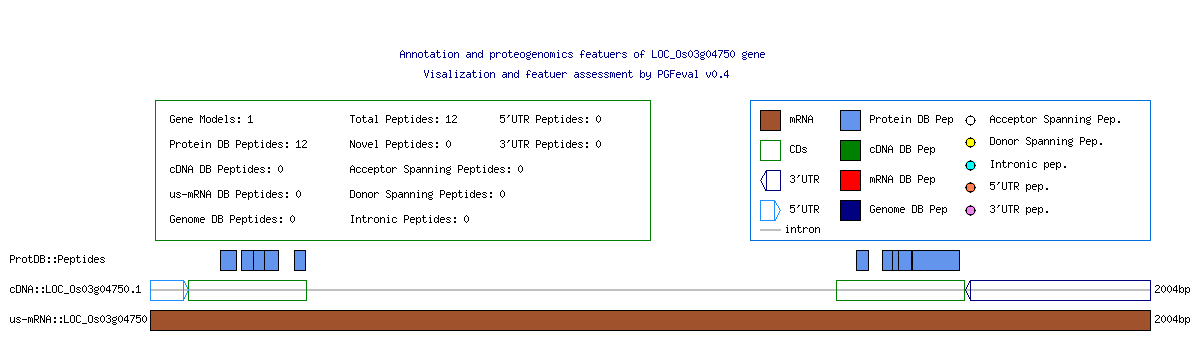 Annotation and proteogenomics featuers of LOC_Os03g04750 gene
Visalization and featuer assessment by PGFeval v0.4
Gene Models: 1 Total Peptides: 12 5'UTR Peptides: 0
Protein DB Peptides: 12 Novel Peptides: 0 3'UTR Peptides: 0
cDNA DB Peptides: 0 Acceptor Spanning Peptides: 0
us-mRNA DB Peptides: 0 Donor Spanning Peptides: 0
Genome DB Peptides: 0 Intronic Peptides: 0
mRNA Protein DB Pep Acceptor Spanning Pep.
CDs cDNA DB Pep Donor Spanning Pep.
3'UTR mRNA DB Pep Intronic pep.
5'UTR Genome DB Pep 5'UTR pep.
intron 3'UTR pep.
ProtDB::Peptides
cDNA::LOC_Os03g04750.1 2004bp
us-mRNA::LOC_Os03g04750 2004bp